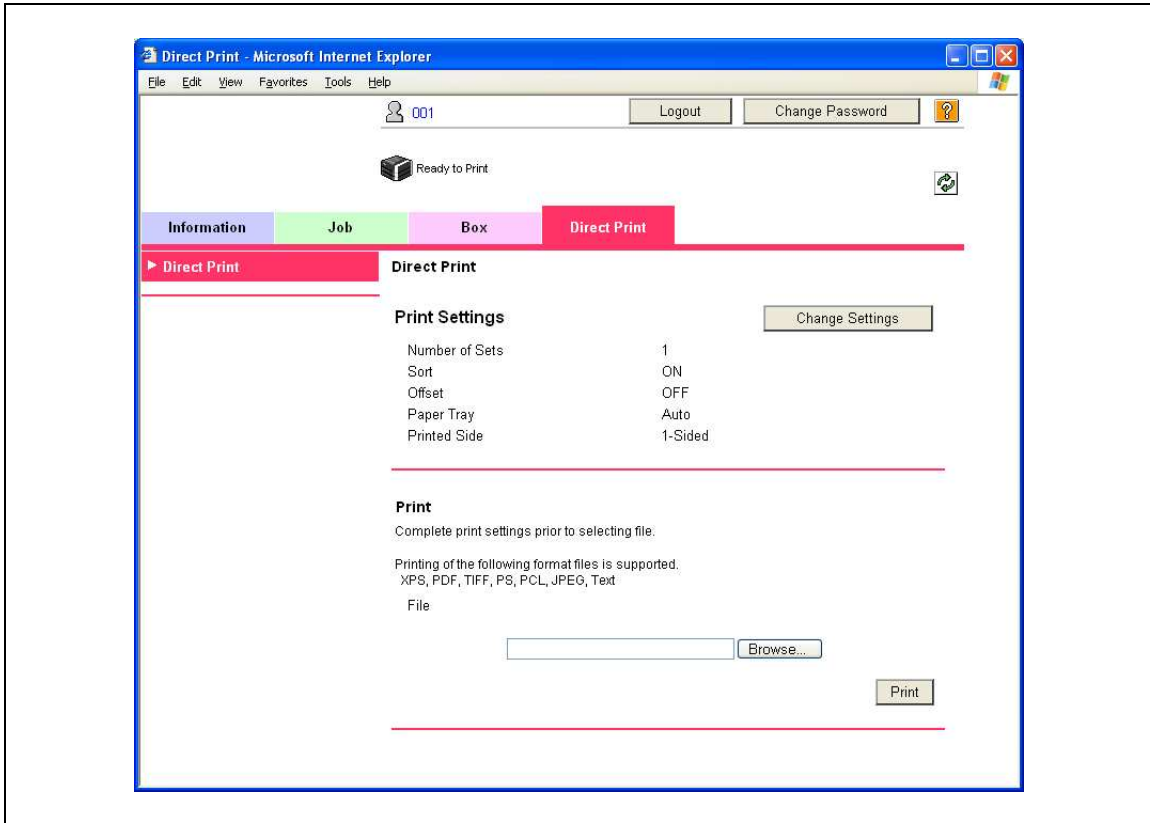 Direct Print - Microsoft Internet Explorer
File Edit View Favorites Tools Help
001 Logout Change Password ?
Ready to Print
Information Job Box Direct Print
Direct Print
Direct Print
Print Settings Change Settings
Number of Sets 1
Sort ON
Offset OFF
Paper Tray Auto
Printed Side 1-Sided
Print
Complete print settings prior to selecting file.
Printing of the following format files is supported.
XPS, PDF, TIFF, PS, PCL, JPEG, Text
File
Browse...
Print